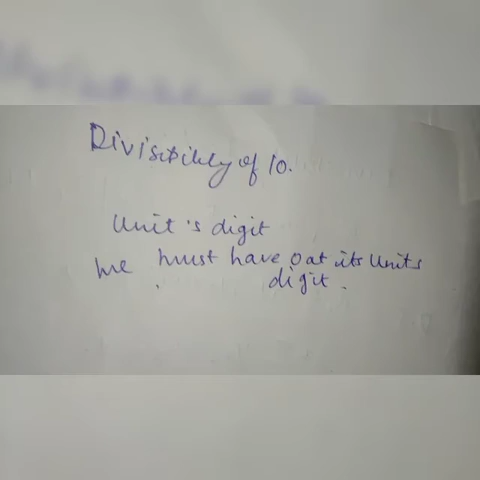 Divisibility of 10.
Unit's digit
we must have 0 at its Units
digit.